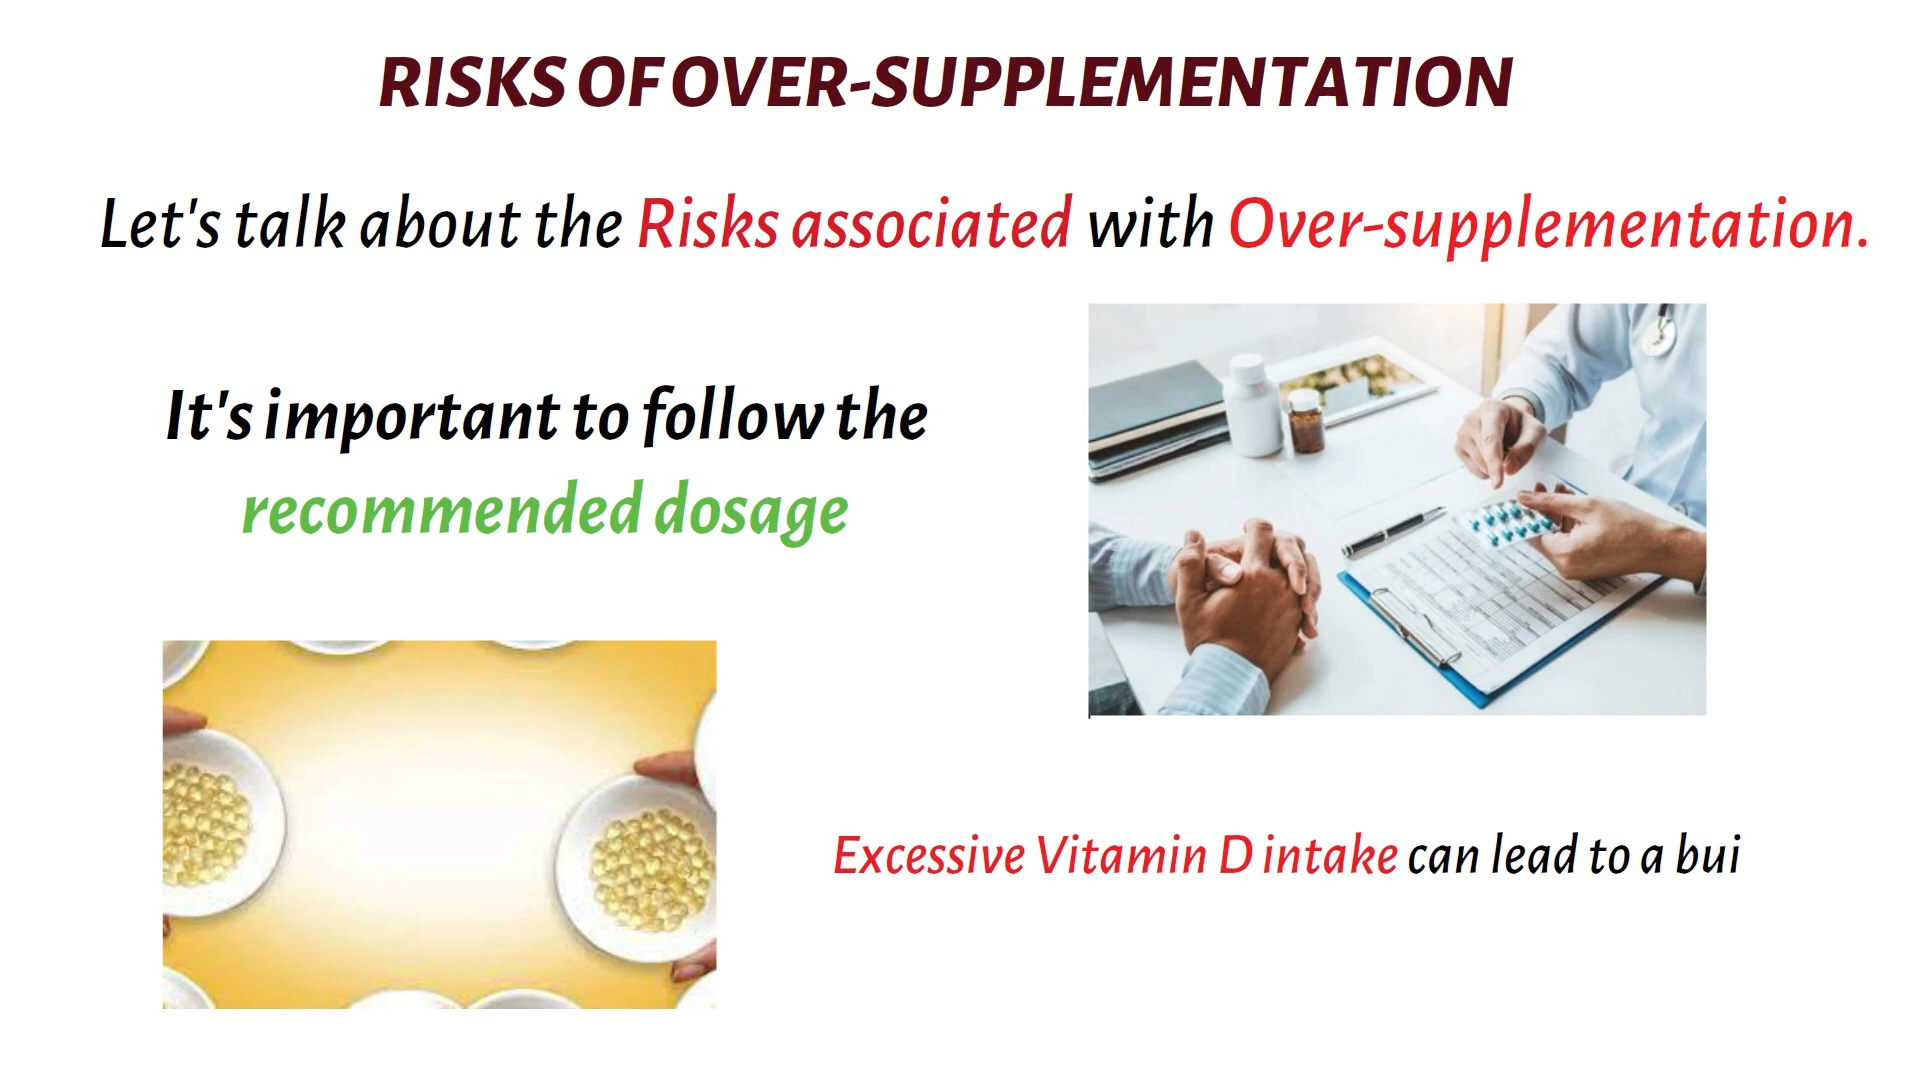 RISKS OF OVER-SUPPLEMENTATION
Let's talk about the Risks associated with Over-supplementation.
It's important to follow the
recommended dosage
Excessive Vitamin D intake can lead to a bui